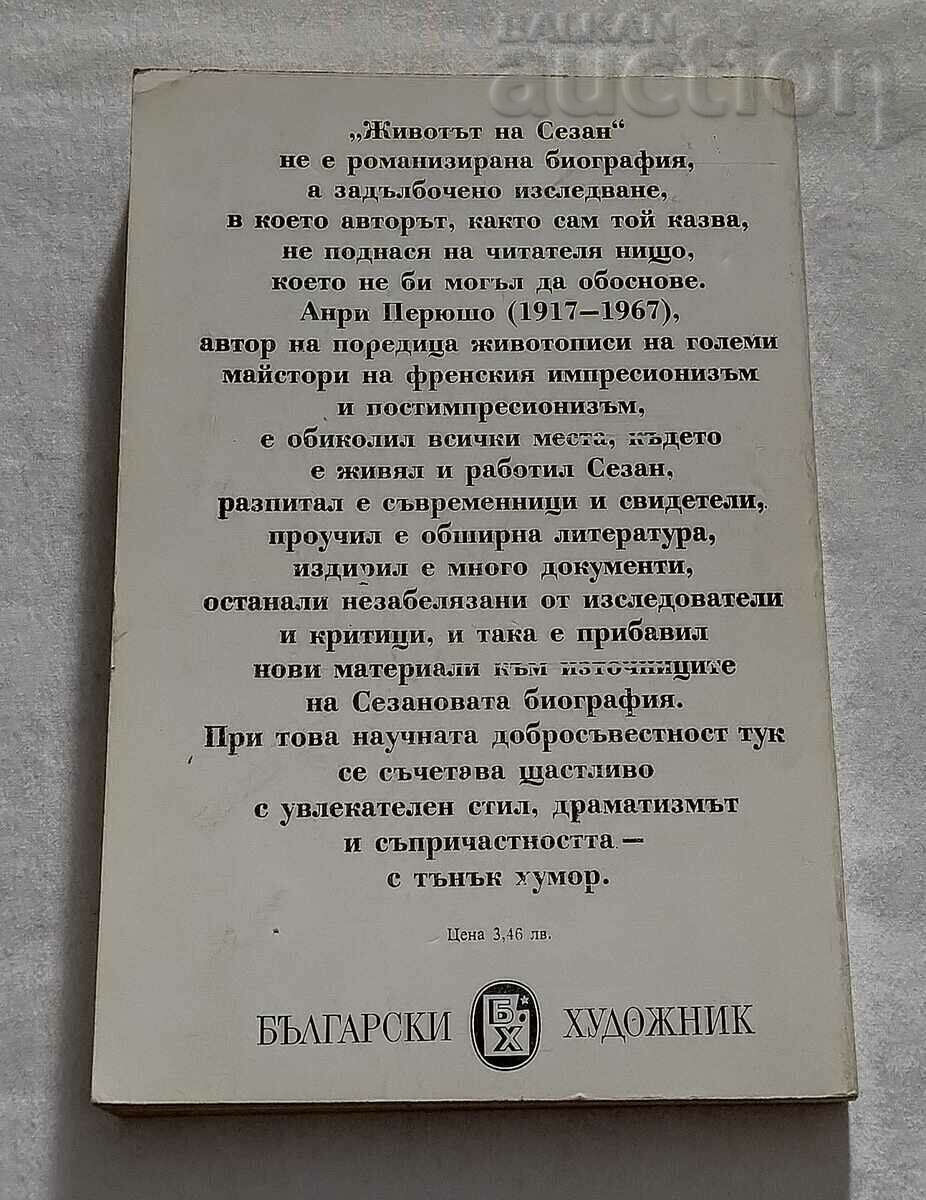 BALKAN
auction
„Животът на Сезан“
не е романизирана биография,
а задълбочено изследване,
в което авторът, както сам той казва,
не поднася на читателя нищо,
което не би могъл да обоснове.
Анри Перюшо (1917–1967),
автор на поредица животописи на големи
майстори на френския импресионизъм
и постимпресионизъм,
е обиколил всички места, където
е живял и работил Сезан,
разпитал е съвременници и свидетели,
проучил е обширна литература,
издирил е много документи,
останали незабелязани от изследователи
и критици, и така е прибавил
нови материали към източниците
на Сезановата биография.
При това научната добросъвестност тук
се съчетава щастливо
с увлекателен стил, драматизмът
и съпричастността –
с тънък хумор.
Цена 3,46 лв.
БЪЛГАРСКИ БХ ХУДОЖНИК